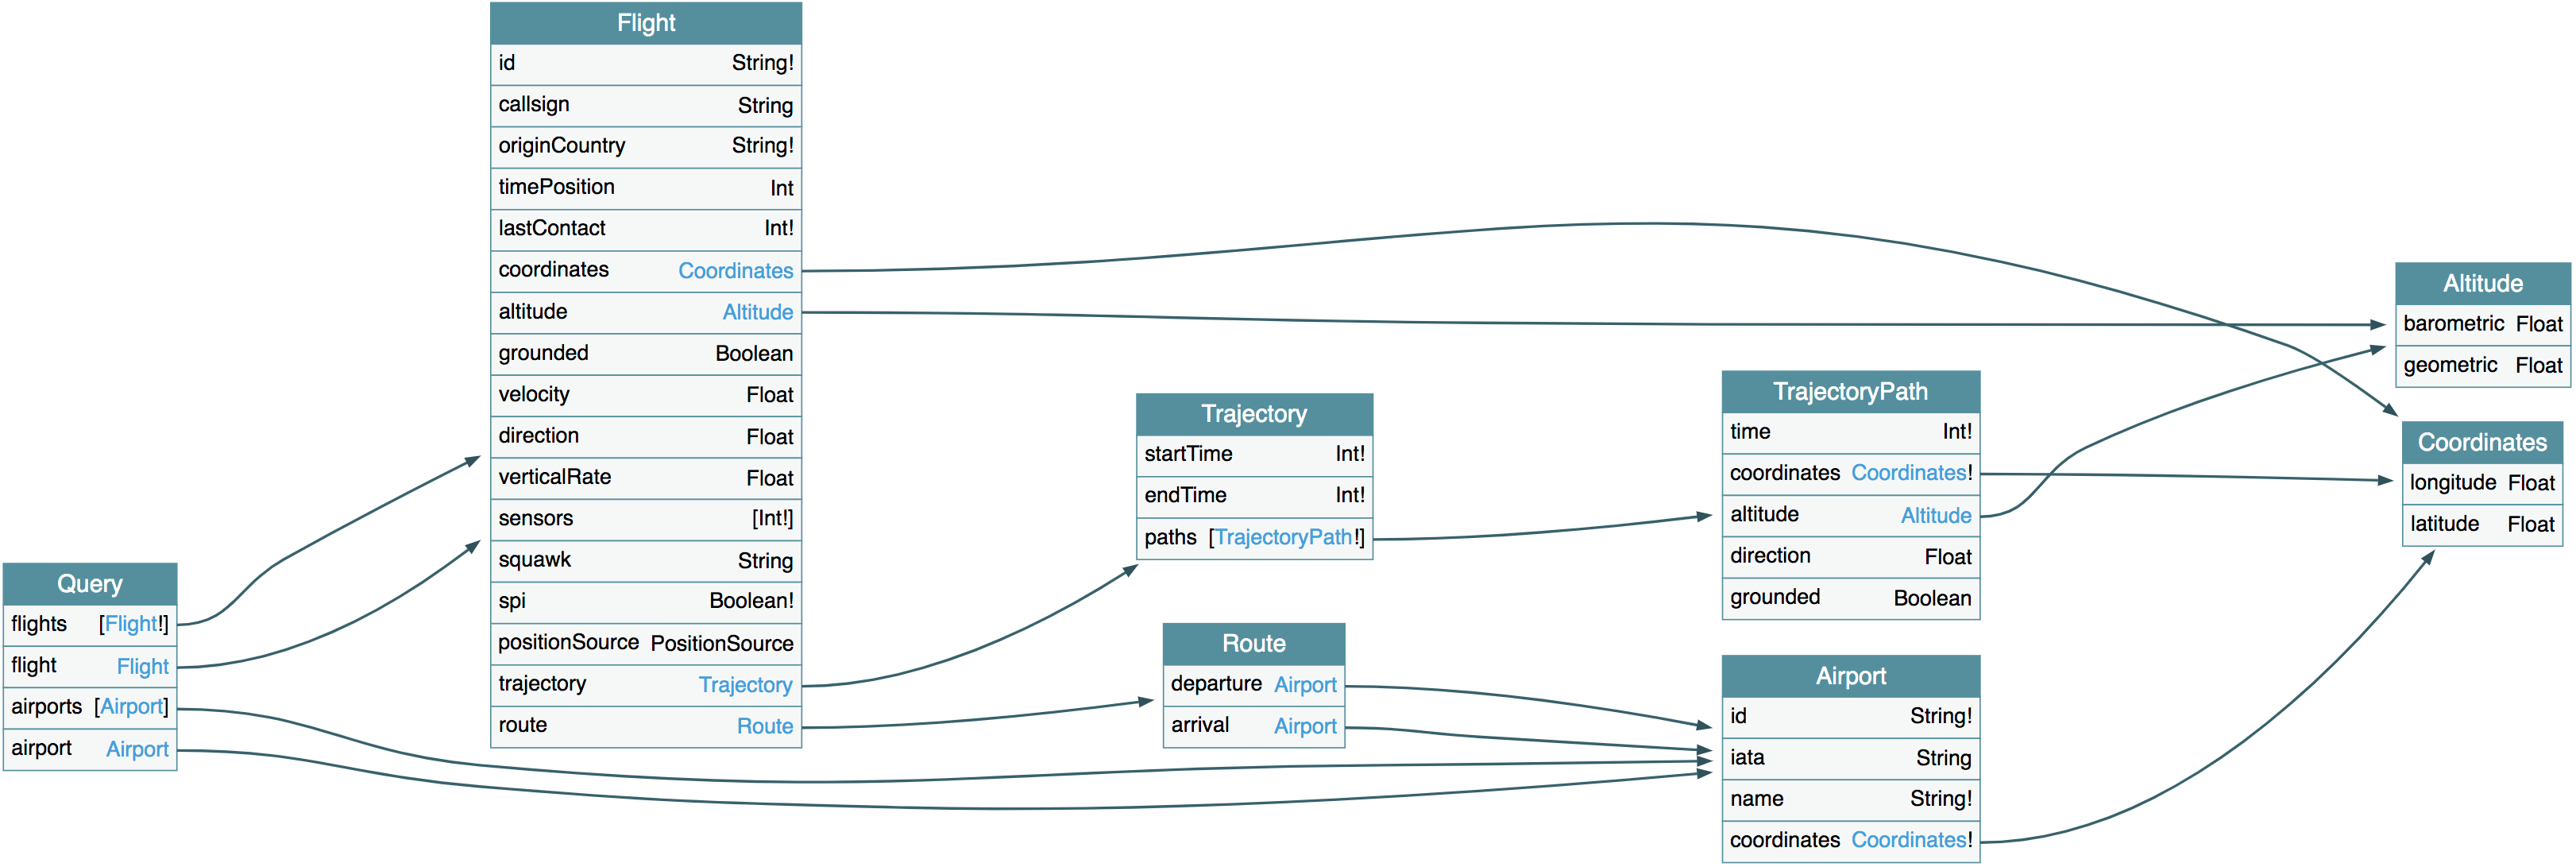 Query
flights [Flight!]
flight Flight
airports [Airport]
airport Airport
Flight
id String!
callsign String
originCountry String!
timePosition Int
lastContact Int!
coordinates Coordinates
altitude Altitude
grounded Boolean
velocity Float
direction Float
verticalRate Float
sensors [Int!]
squawk String
spi Boolean!
positionSource PositionSource
trajectory Trajectory
route Route
Trajectory
startTime Int!
endTime Int!
paths [TrajectoryPath!]
Route
departure Airport
arrival Airport
TrajectoryPath
time Int!
coordinates Coordinates!
altitude Altitude
direction Float
grounded Boolean
Airport
id String!
iata String
name String!
coordinates Coordinates!
Altitude
barometric Float
geometric Float
Coordinates
longitude Float
latitude Float